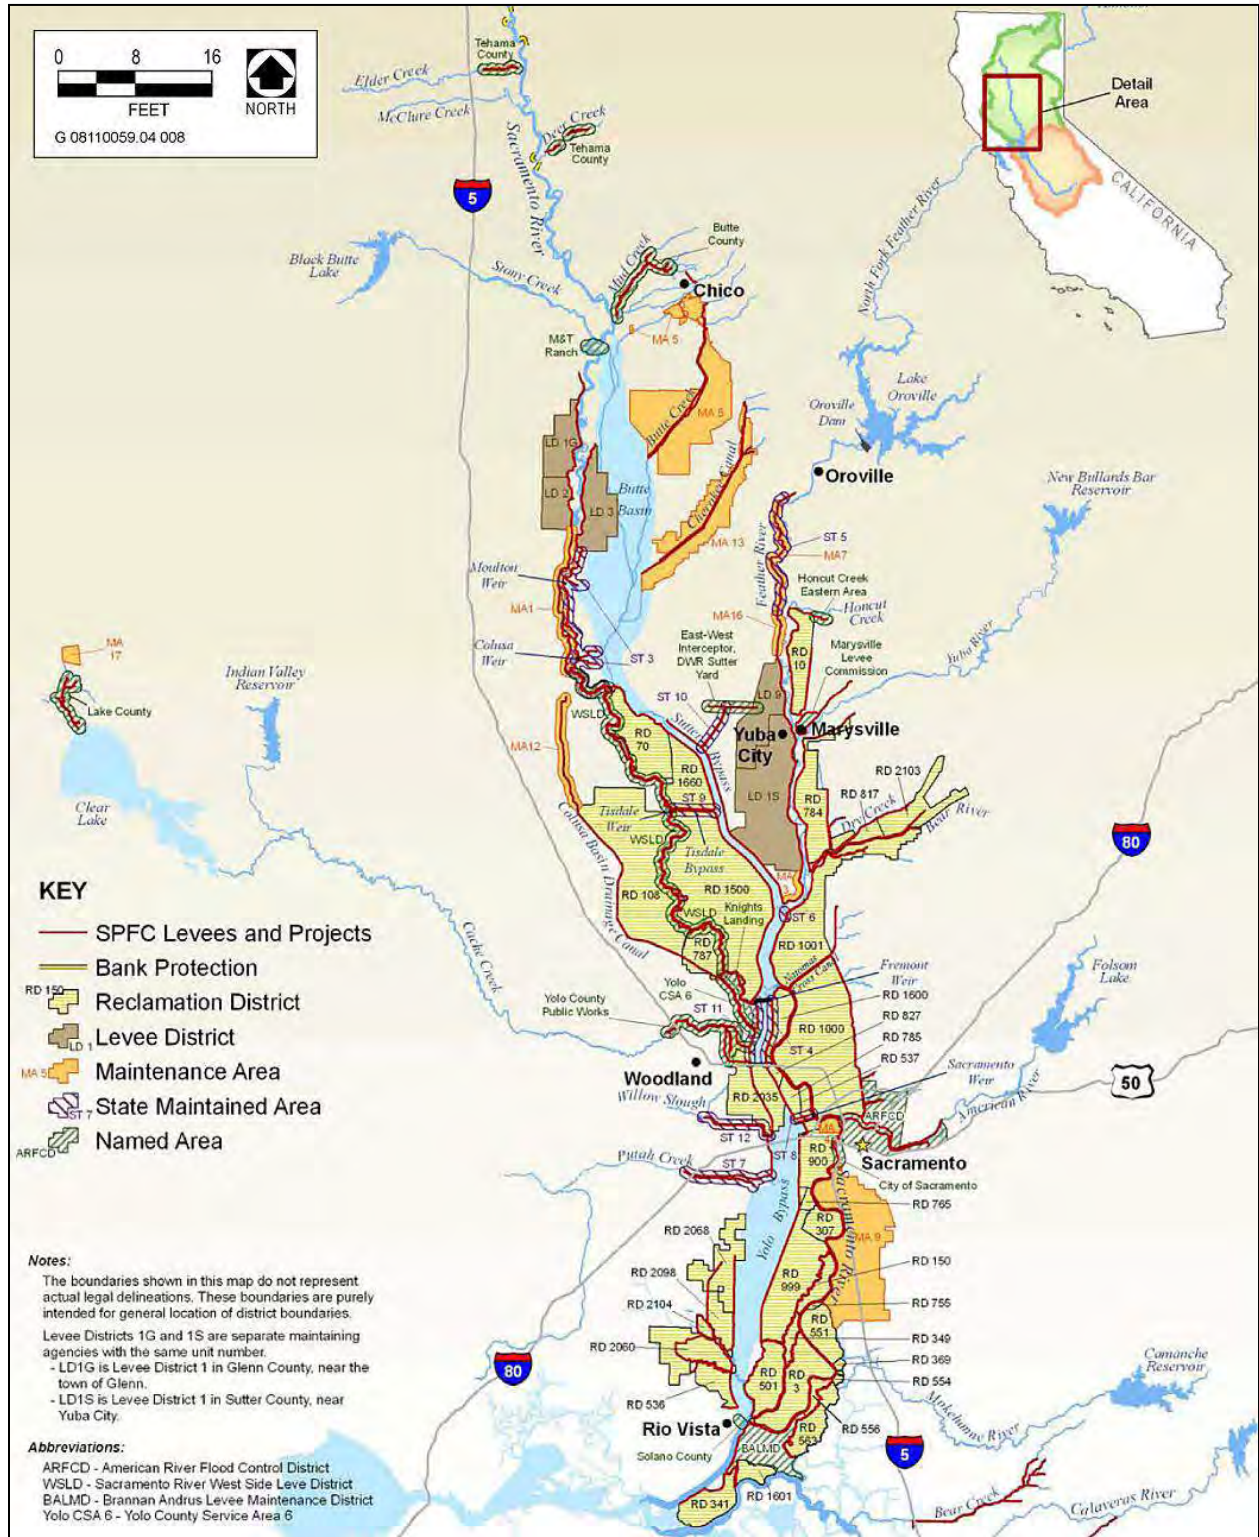 0 8 16
FEET
NORTH
G 08110059.04 008
Tehama
County
Elder Creek
McClure Creek
Deer Creek
Tehama
County
Sacramento River
5
Detail
Area
CALIFORNIA
North Fork Feather River
Black Butte
Lake
Stony Creek
Mud Creek
Butte
County
Chico
M&T
Ranch
MA 5
Butte Creek
MA 5
Lake
Oroville
Oroville
Dam
Oroville
LD 1G
LD 2
LD 3
Butte
Basin
Cherokee Canal
MA 13
New Bullards Bar
Reservoir
Feather River
ST 5
MA7
Moulton
Weir
MA1
Honcut Creek
Eastern Area
Honcut
Creek
MA16
Colusa
Weir
ST 3
East-West
Interceptor,
DWR Sutter
Yard
RD
10
Marysville
Levee
Commission
Yuba River
MA
17
Lake County
Indian Valley
Reservoir
ST 10
LD 9
WSLD
RD
70
Sutter
Bypass
Yuba
City
Marysville
MA12
RD
1660
ST 9
LD 1S
RD
784
RD 2103
RD 817
Dry Creek
Bear River
80
Clear
Lake
Tisdale
Weir
WSLD
Tisdale
Bypass
Colusa Basin Drainage Canal
RD 108
RD 1500
MA
3
WSLD
Knights
Landing
ST 6
RD
787
RD 1001
Cache Creek
Natomas
Cross Canal
Fremont
Weir
Folsom
Lake
Yolo
CSA 6
ST 11
Yolo County
Public Works
RD 1600
RD 827
RD 1000
RD 785
ST 4
RD 537
Woodland
Sacramento
Weir
50
Willow Slough
RD 2035
ARFCD
American River
ST 12
ST 8
MA
4
Sacramento
Putah Creek
ST 7
RD
900
City of Sacramento
RD 765
Yolo Bypass
RD
307
Sacramento River
MA 9
RD 2068
RD 150
RD 2098
RD
999
RD 755
RD 2104
RD
551
RD 349
RD 2060
RD 369
RD 554
80
RD
501
RD
3
Camanche
Reservoir
RD 536
Mokelumne River
Rio Vista
RD
563
RD 556
5
Solano County
BALMD
RD 341
RD 1601
Bear Creek
Calaveras River
KEY
SPFC Levees and Projects
Bank Protection
RD 150
Reclamation District
LD 1
Levee District
MA 5
Maintenance Area
ST 7
State Maintained Area
ARFCD
Named Area
Notes:
The boundaries shown in this map do not represent
actual legal delineations. These boundaries are purely
intended for general location of district boundaries.
Levee Districts 1G and 1S are separate maintaining
agencies with the same unit number.
- LD1G is Levee District 1 in Glenn County, near the
town of Glenn.
- LD1S is Levee District 1 in Sutter County, near
Yuba City.
Abbreviations:
ARFCD - American River Flood Control District
WSLD - Sacramento River West Side Leve District
BALMD - Brannan Andrus Levee Maintenance District
Yolo CSA 6 - Yolo County Service Area 6